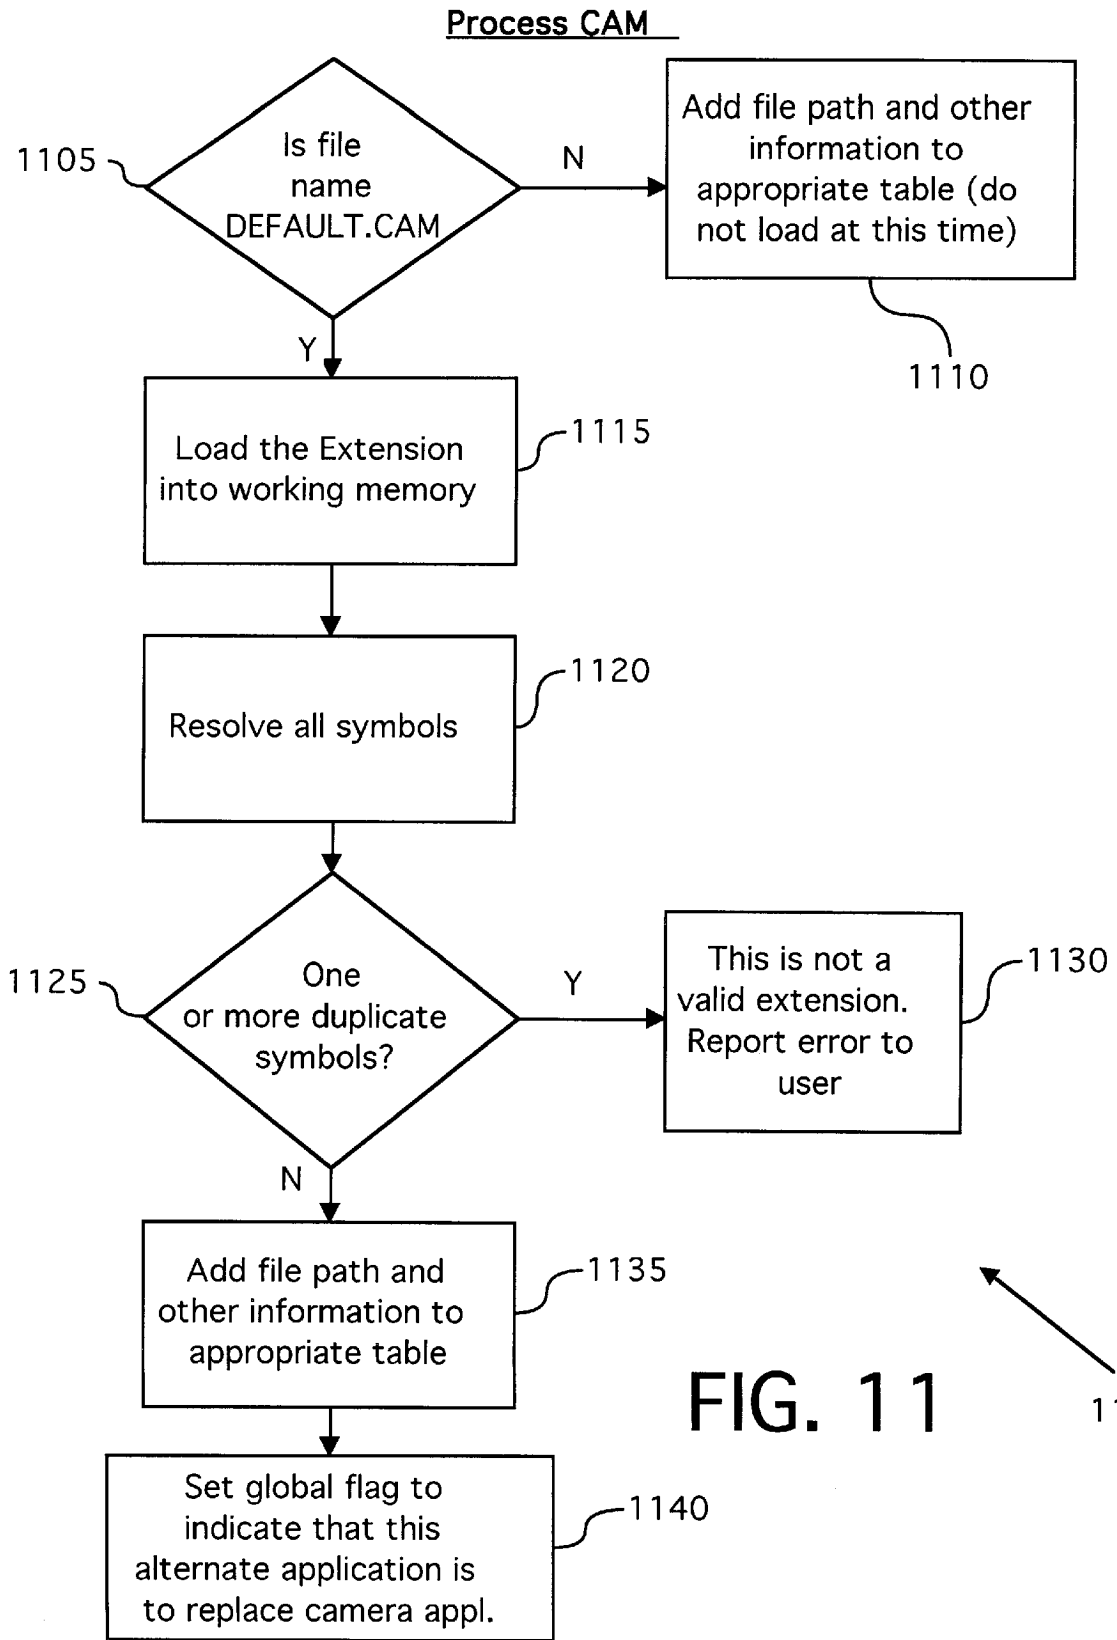 Process CAM
1105
Is file
name
DEFAULT.CAM
N
Add file path and other
information to
appropriate table (do
not load at this time)
1110
Y
Load the Extension
into working memory
1115
Resolve all symbols
1120
1125
One
or more duplicate
symbols?
Y
This is not a
valid extension.
Report error to
user
1130
N
Add file path and
other information to
appropriate table
1135
Set global flag to
indicate that this
alternate application is
to replace camera appl.
1140
FIG. 11